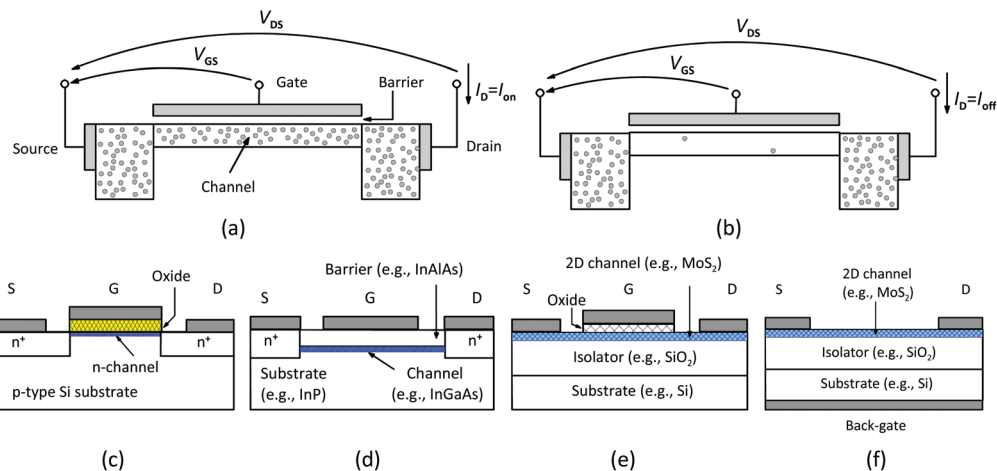 V_DS
V_GS
Gate
Barrier
I_D=I_on
Source
Drain
Channel
(a)
V_DS
V_GS
I_D=I_off
(b)
S
G
D
Oxide
n⁺
n⁺
n-channel
p-type Si substrate
(c)
Barrier (e.g., InAlAs)
S
G
D
n⁺
n⁺
Substrate
(e.g., InP)
Channel
(e.g., InGaAs)
(d)
2D channel (e.g., MoS₂)
S
G
D
Oxide
Isolator (e.g., SiO₂)
Substrate (e.g., Si)
(e)
2D channel
(e.g., MoS₂)
S
D
Isolator (e.g., SiO₂)
Substrate (e.g., Si)
Back-gate
(f)